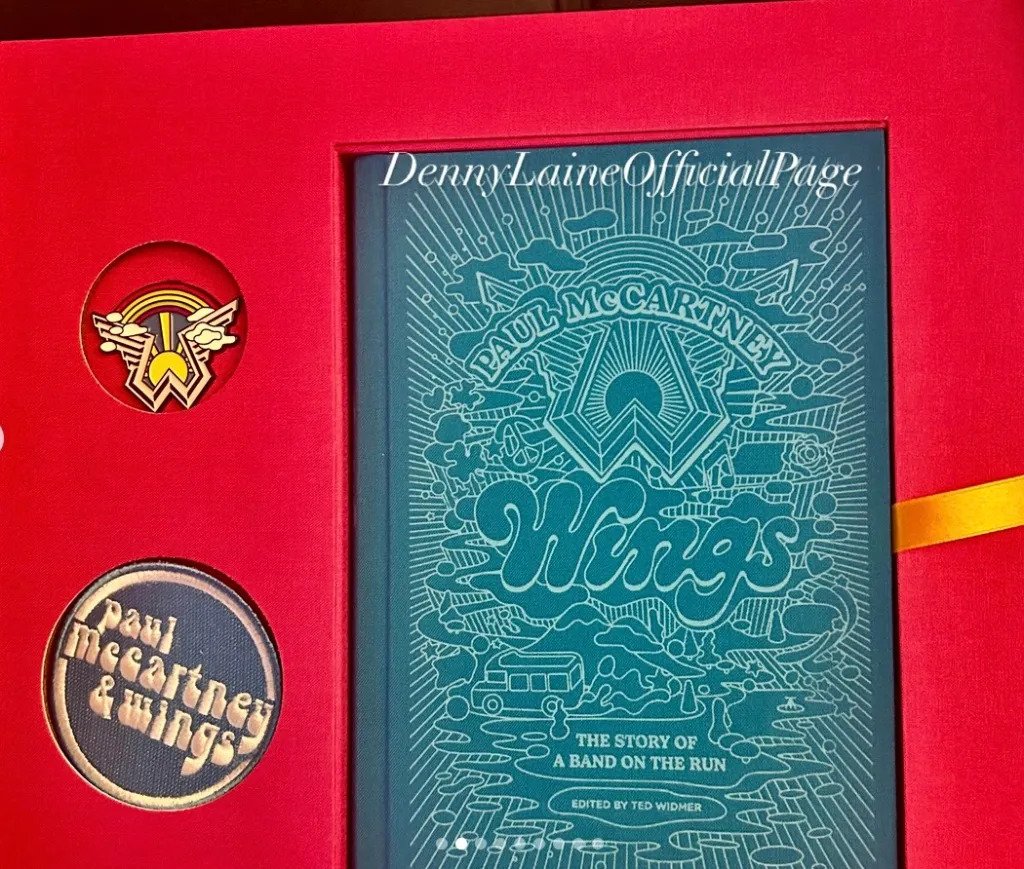 DennyLaineOfficialPage
PAUL McCARTNEY
W
Wings
THE STORY OF
A BAND ON THE RUN
EDITED BY TED WIDMER
W
paul
mccartney
& wings